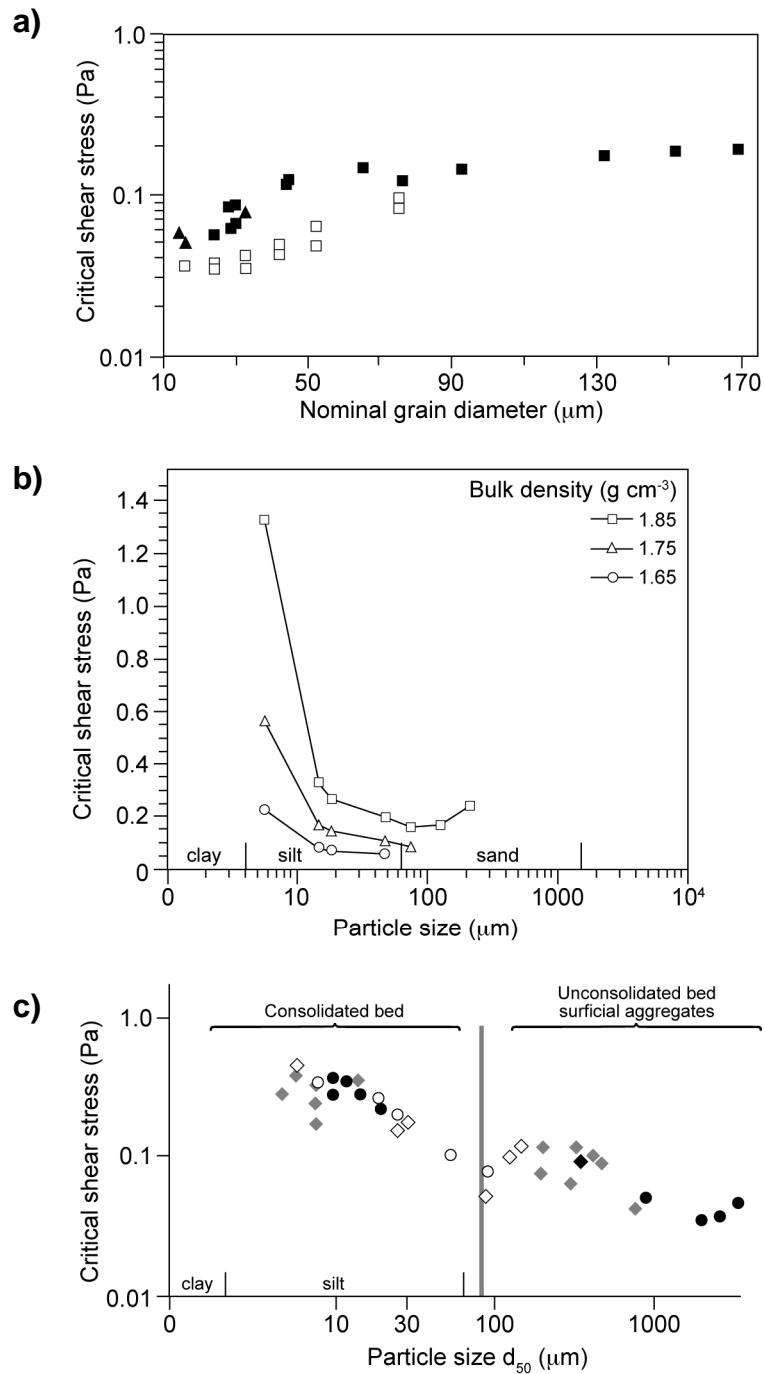 a)
1.0
0.1
0.01
Critical shear stress (Pa)
10 50 90 130 170
Nominal grain diameter (μm)
b)
Bulk density (g cm-3)
1.85
1.75
1.65
1.4
1.2
1.0
0.8
0.6
0.4
0.2
0
Critical shear stress (Pa)
clay silt sand
0 10 100 1000 10⁴
Particle size (μm)
c)
Consolidated bed
Unconsolidated bed
surficial aggregates
1.0
0.1
0.01
Critical shear stress (Pa)
clay silt
0 10 30 100 1000
Particle size d50 (μm)